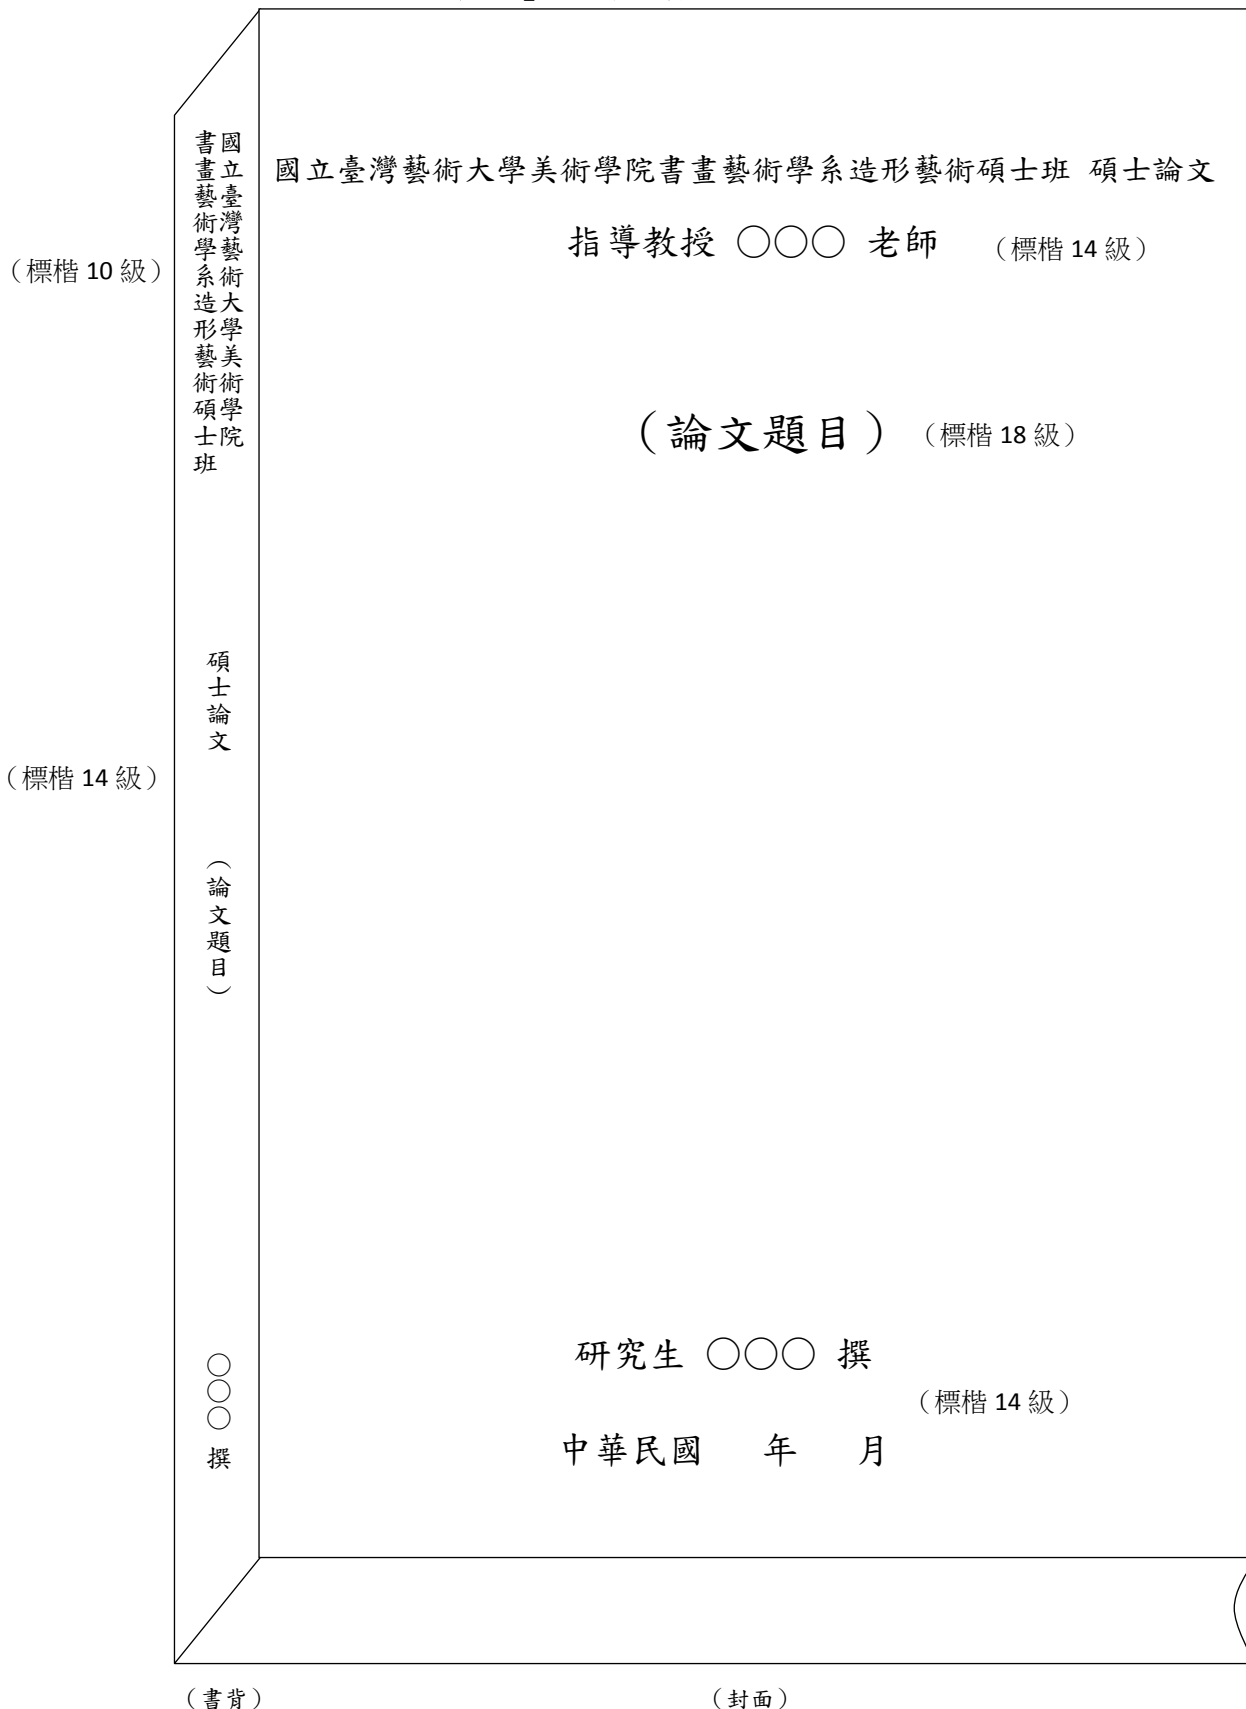 國立臺灣藝術大學美術學院
書畫藝術學系造形藝術碩士班
（標楷 10 級）
碩士論文
（標楷 14 級）
（論文題目）
○○○ 撰
國立臺灣藝術大學美術學院書畫藝術學系造形藝術碩士班 碩士論文
指導教授 ○○○ 老師 （標楷 14 級）
（論文題目）（標楷 18 級）
研究生 ○○○ 撰
（標楷 14 級）
中華民國 年 月
（書背）
（封面）